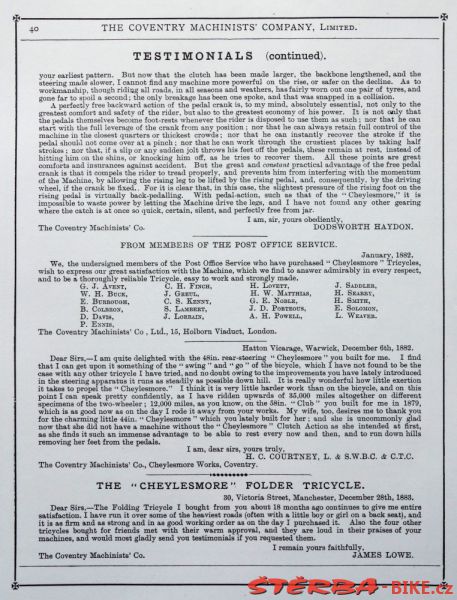 40 THE COVENTRY MACHINISTS' COMPANY, LIMITED.
TESTIMONIALS (continued).
your earliest pattern. But now that the clutch has been made larger, the backbone lengthened, and the
steering made slower, I cannot find any machine more powerful on the rise, or safer on the decline. As to
workmanship, though riding all roads, in all seasons and weathers, has fairly worn out one pair of tyres, and
gone far to spoil a second; the only breakage has been one spoke, and that was snapped in a collision.
A perfectly free backward action of the pedal crank is, to my mind, absolutely essential, not only to the
greatest comfort and safety of the rider, but also to the greatest economy of his power. It is not only that
the pedals themselves become foot-rests whenever the rider is disposed to use them as such; nor that he can
start with the full leverage of the crank from any position; nor that he can always retain full control of the
machine in the closest quarters or thickest crowds; nor that he can instantly recover the stroke if the
pedal should not come over at a pinch; nor that he can work through the crustiest places by taking half
strokes; nor that, if a slip or any sudden jolt throws his feet off the pedals, these remain at rest, instead of
hitting him on the shins, or knocking him off, as he tries to recover them. All these points are great
comforts and insurances against accident. But the great and constant practical advantage of the free pedal
crank is that it compels the rider to tread properly, and prevents him from interfering with the momentum
of the Machine, by allowing the rising leg to be lifted by the rising pedal, and, consequently, by the driving
wheel, if the crank be fixed. For it is clear that, in this case, the slightest pressure of the rising foot on the
rising pedal is virtually back-pedalling. With pedal-action, such as that of the "Cheylesmore," it is
impossible to waste power by letting the Machine drive the legs, and I have not found any other gearing
where the catch is at once so quick, certain, silent, and perfectly free from jar.
I am, sir, yours obediently,
The Coventry Machinists' Co. DODSWORTH HAYDON.
FROM MEMBERS OF THE POST OFFICE SERVICE.
January, 1882.
We, the undersigned members of the Post Office Service who have purchased "Cheylesmore" Tricycles,
wish to express our great satisfaction with the Machine, which we find to answer admirably in every respect,
and to be a thoroughly reliable Tricycle, easy to work and strongly made.
G. J. AVENT, C. H. FINCH, H. LOVETT, J. SADDLER,
W. H. BUCK, J. GREUL, H. W. MATTHIAS, H. SEARBY,
E. BURROUGH, C. S. KENNY, G. E. NOBLE, H. SMITH,
B. COLBRON, S. LAMBERT, J. D. PORTEOUS, E. SOLOMON,
D. DAVIS, J. LORRAIN, A. H. POWELL, L. WEAVER.
P. ENNIS,
The Coventry Machinists' Co., Ltd., 15, Holborn Viaduct, London.
Hatton Vicarage, Warwick, December 6th, 1882.
Dear Sirs,—I am quite delighted with the 48in. rear-steering "Cheylesmore" you built for me. I find
that I can get upon it something of the "swing" and "go" of the bicycle, which I have not found to be the
case with any other tricycle I have tried, and no doubt owing to the improvements you have lately introduced
in the steering apparatus it runs as steadily as possible down hill. It is really wonderful how little exertion
it takes to propel the "Cheylesmore." I think it is very little harder work than on the bicycle, and on this
point I can speak pretty confidently, as I have ridden upwards of 35,000 miles altogether on different
specimens of the two-wheeler; 12,000 miles, as you know, on the 58in. "Club" you built for me in 1879,
which is as good now as on the day I rode it away from your works. My wife, too, desires me to thank you
for the charming little 44in. "Cheylesmore" which you lately built for her; and she is uncommonly glad
now that she did not have a machine without the "Cheylesmore" Clutch Action as she intended at first,
as she finds it such an immense advantage to be able to rest every now and then, and to run down hills
removing her feet from the pedals.
I am, dear sirs, yours truly,
H. C. COURTNEY, L. & S.W.B.C. & C.T.C.
The Coventry Machinists' Co., Cheylesmore Works, Coventry.
THE "CHEYLESMORE" FOLDER TRICYCLE.
30, Victoria Street, Manchester, December 28th, 1883.
Dear Sirs,—The Folding Tricycle I bought from you about 18 months ago continues to give me entire
satisfaction. I have run it over some of the heaviest roads (often with a little boy or girl on a back seat), and
it is as firm and as strong and in as good working order as on the day I purchased it. Also the four other
tricycles bought for friends met with their warm approval, and they are loud in their praises of your
machines, and would most gladly send you testimonials if you requested them.
I remain yours faithfully,
The Coventry Machinists' Co. JAMES LOWE.
ŠTĚRBA-BIKE.cz